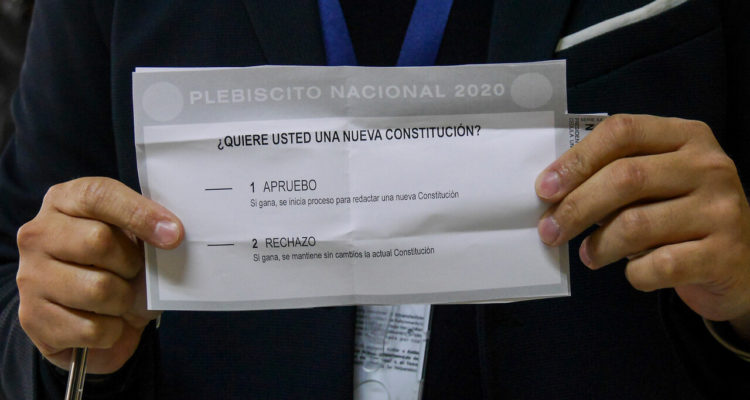 PLEBISCITO NACIONAL 2020
¿QUIERE USTED UNA NUEVA CONSTITUCIÓN?
1 APRUEBO
Si gana, se inicia proceso para redactar una nueva Constitución
2 RECHAZO
Si gana, se mantiene sin cambios la actual Constitución